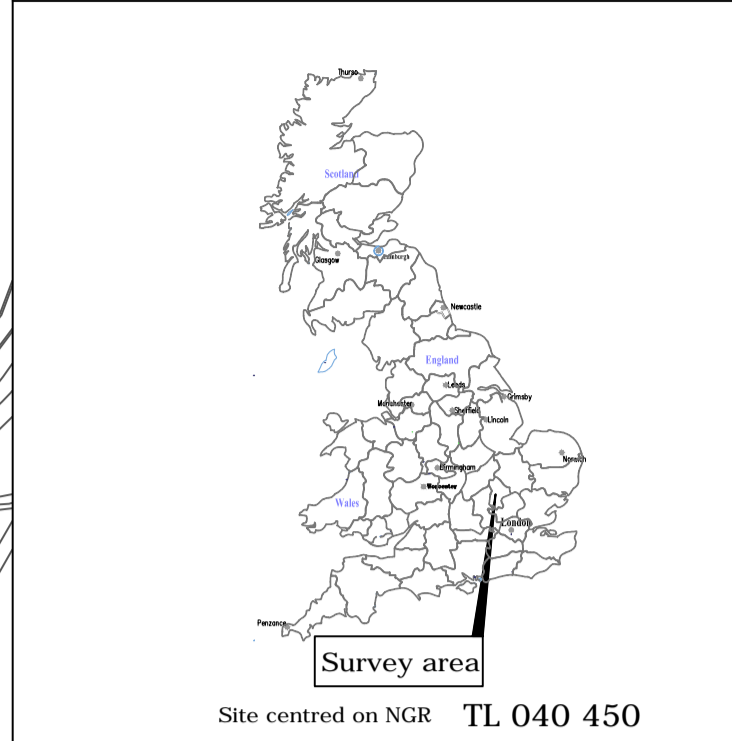 Thurso
Scotland
Glasgow
Edinburgh
Newcastle
England
Leeds
Grimsby
Manchester
Sheffield
Lincoln
Norwich
Birmingham
Worcester
Wales
London
Penzance
Survey area
Site centred on NGR TL 040 450